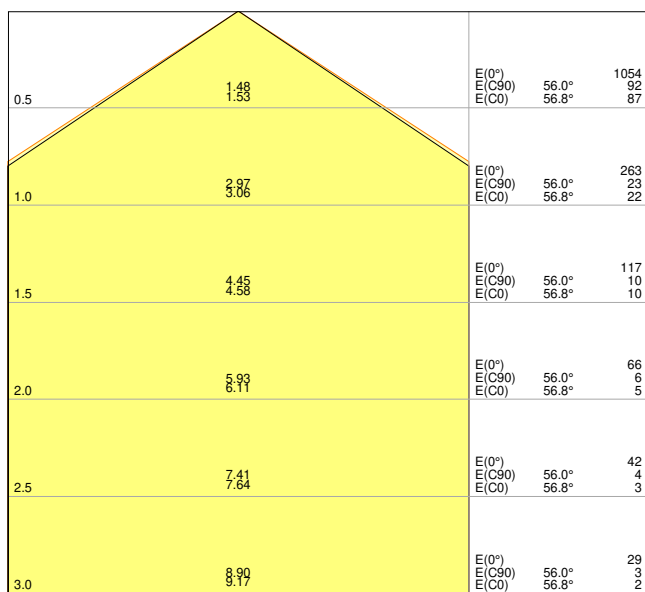 E(0°) 1054
1.48 E(C90) 56.0° 92
0.5 1.53 E(C0) 56.8° 87
E(0°) 263
2.97 E(C90) 56.0° 23
1.0 3.06 E(C0) 56.8° 22
E(0°) 117
4.45 E(C90) 56.0° 10
1.5 4.58 E(C0) 56.8° 10
E(0°) 66
5.93 E(C90) 56.0° 6
2.0 6.11 E(C0) 56.8° 5
E(0°) 42
7.41 E(C90) 56.0° 4
2.5 7.64 E(C0) 56.8° 3
E(0°) 29
8.90 E(C90) 56.0° 3
3.0 9.17 E(C0) 56.8° 2